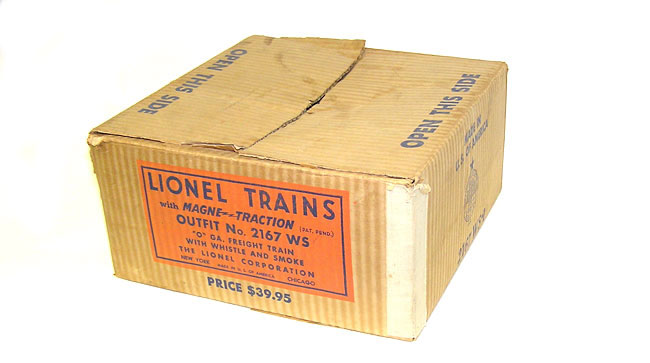 OPEN THIS SIDE
OPEN THIS SIDE
LIONEL TRAINS
with MAGNE-TRACTION (PAT. PEND.)
OUTFIT No. 2167 WS
"O" GA. FREIGHT TRAIN
WITH WHISTLE AND SMOKE
THE LIONEL CORPORATION
NEW YORK MADE IN U. S. OF AMERICA CHICAGO
PRICE $39.95
MADE IN
U.S. OF AMERICA
2167 WS